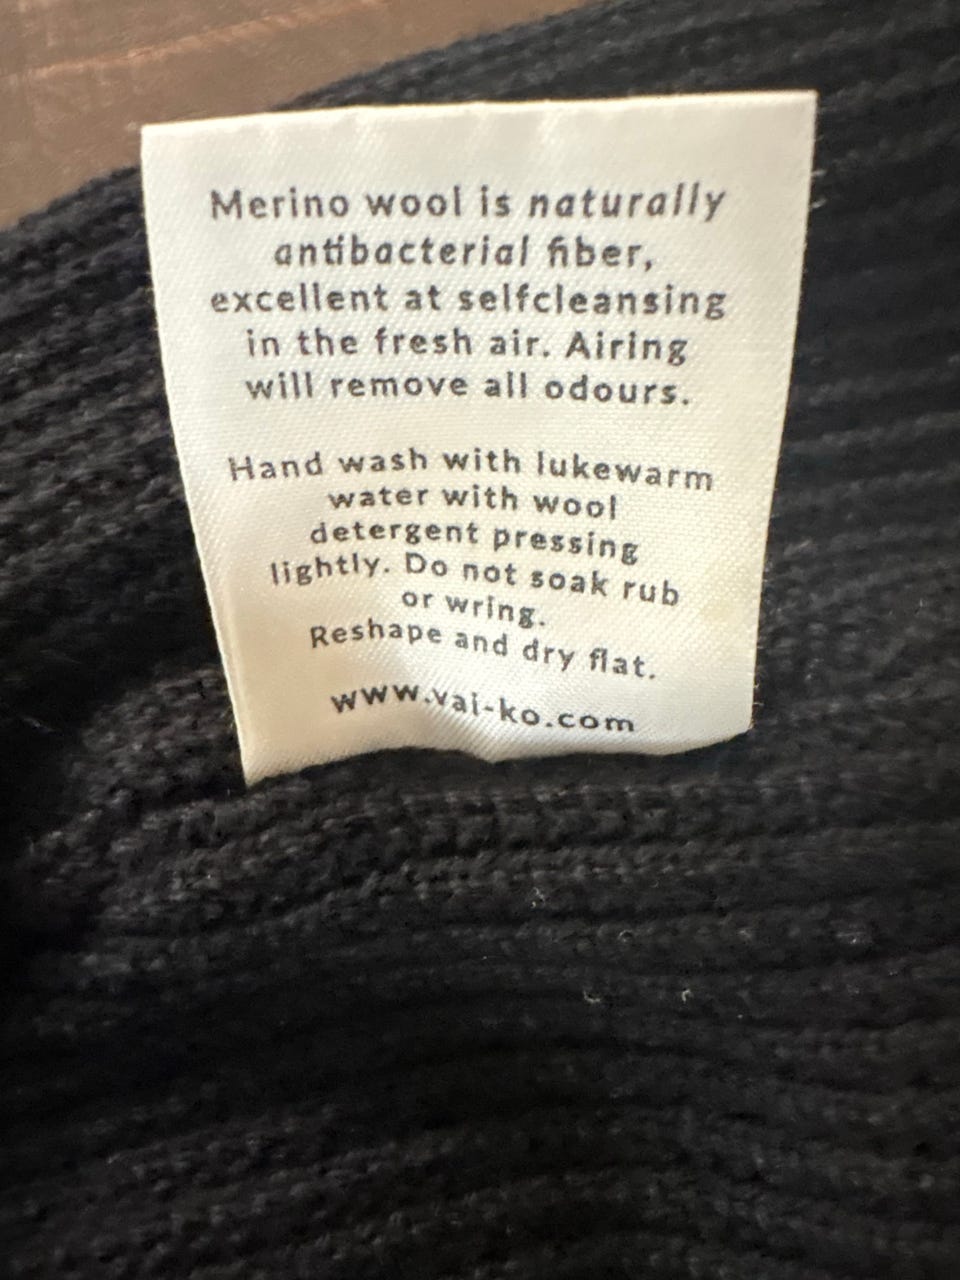 Merino wool is naturally
antibacterial fiber,
excellent at selfcleansing
in the fresh air. Airing
will remove all odours.
Hand wash with lukewarm
water with wool
detergent pressing
lightly. Do not soak rub
or wring.
Reshape and dry flat.
www.vai-ko.com